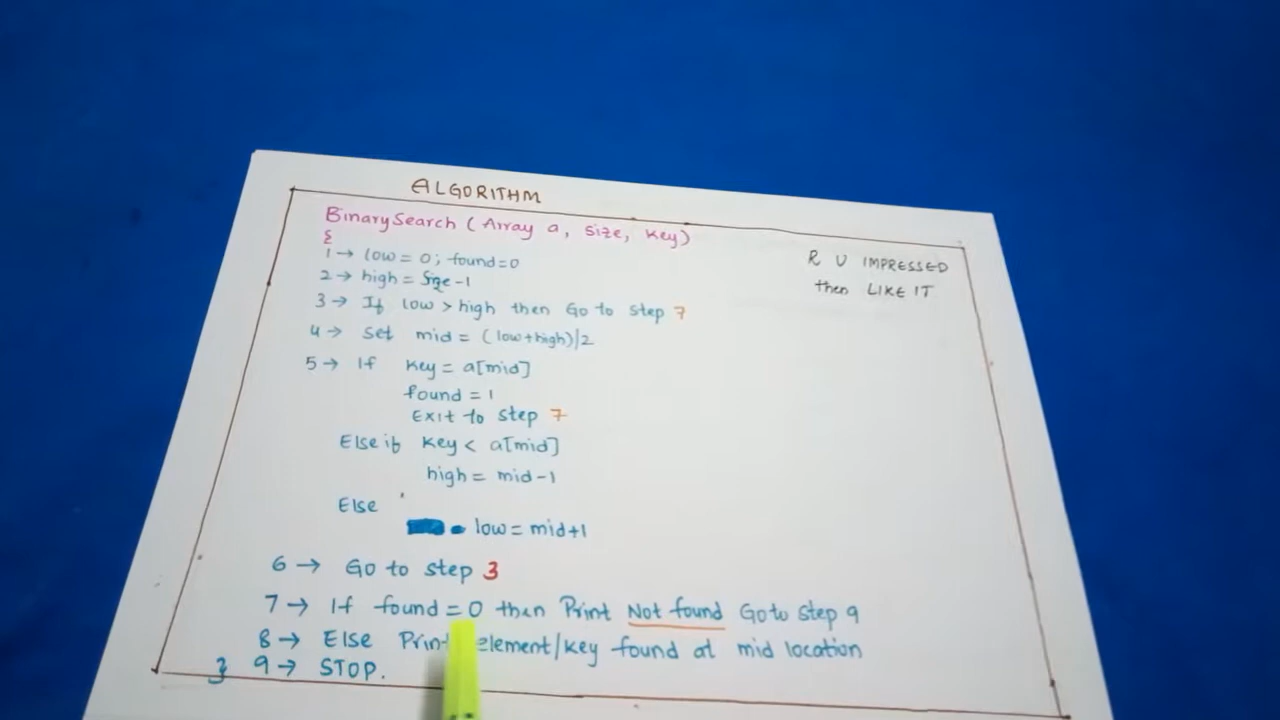 ALGORITHM
BinarySearch (Array a, size, key)
{
1→ low = 0; found=0
2→ high = Size-1
3→ If low > high then Go to step 7
4→ Set mid = (low+high)/2
5→ If key = a[mid]
found = 1
Exit to step 7
Else if key < a[mid]
high = mid-1
Else
low = mid+1
6→ Go to step 3
7→ If found = 0 then Print Not found Go to step 9
8→ Else Print element/key found at mid location
} 9→ STOP.
R U IMPRESSED
then LIKE IT